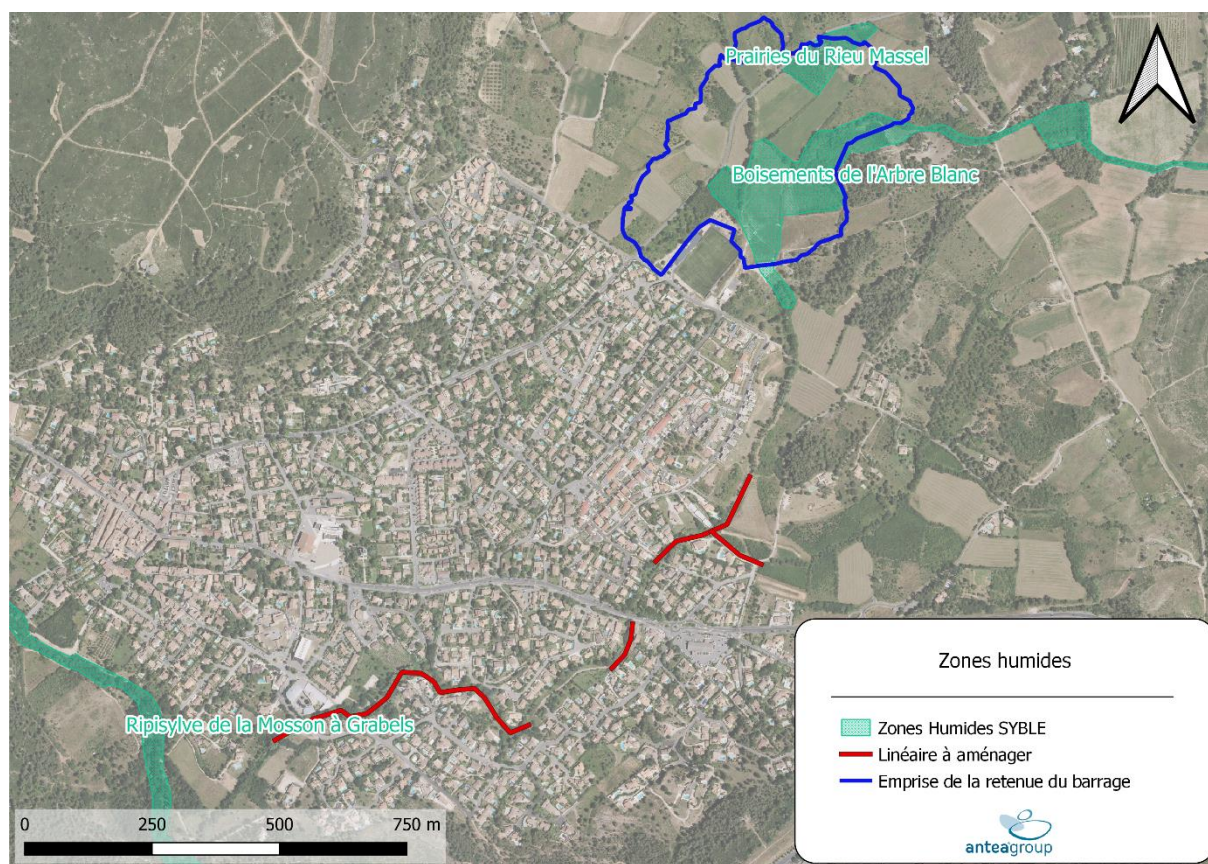 Prairies du Rieu Massel
Boisements de l'Arbre Blanc
Ripisylve de la Mosson à Grabels
0 250 500 750 m
Zones humides
Zones Humides SYBLE
Linéaire à aménager
Emprise de la retenue du barrage
anteagroup